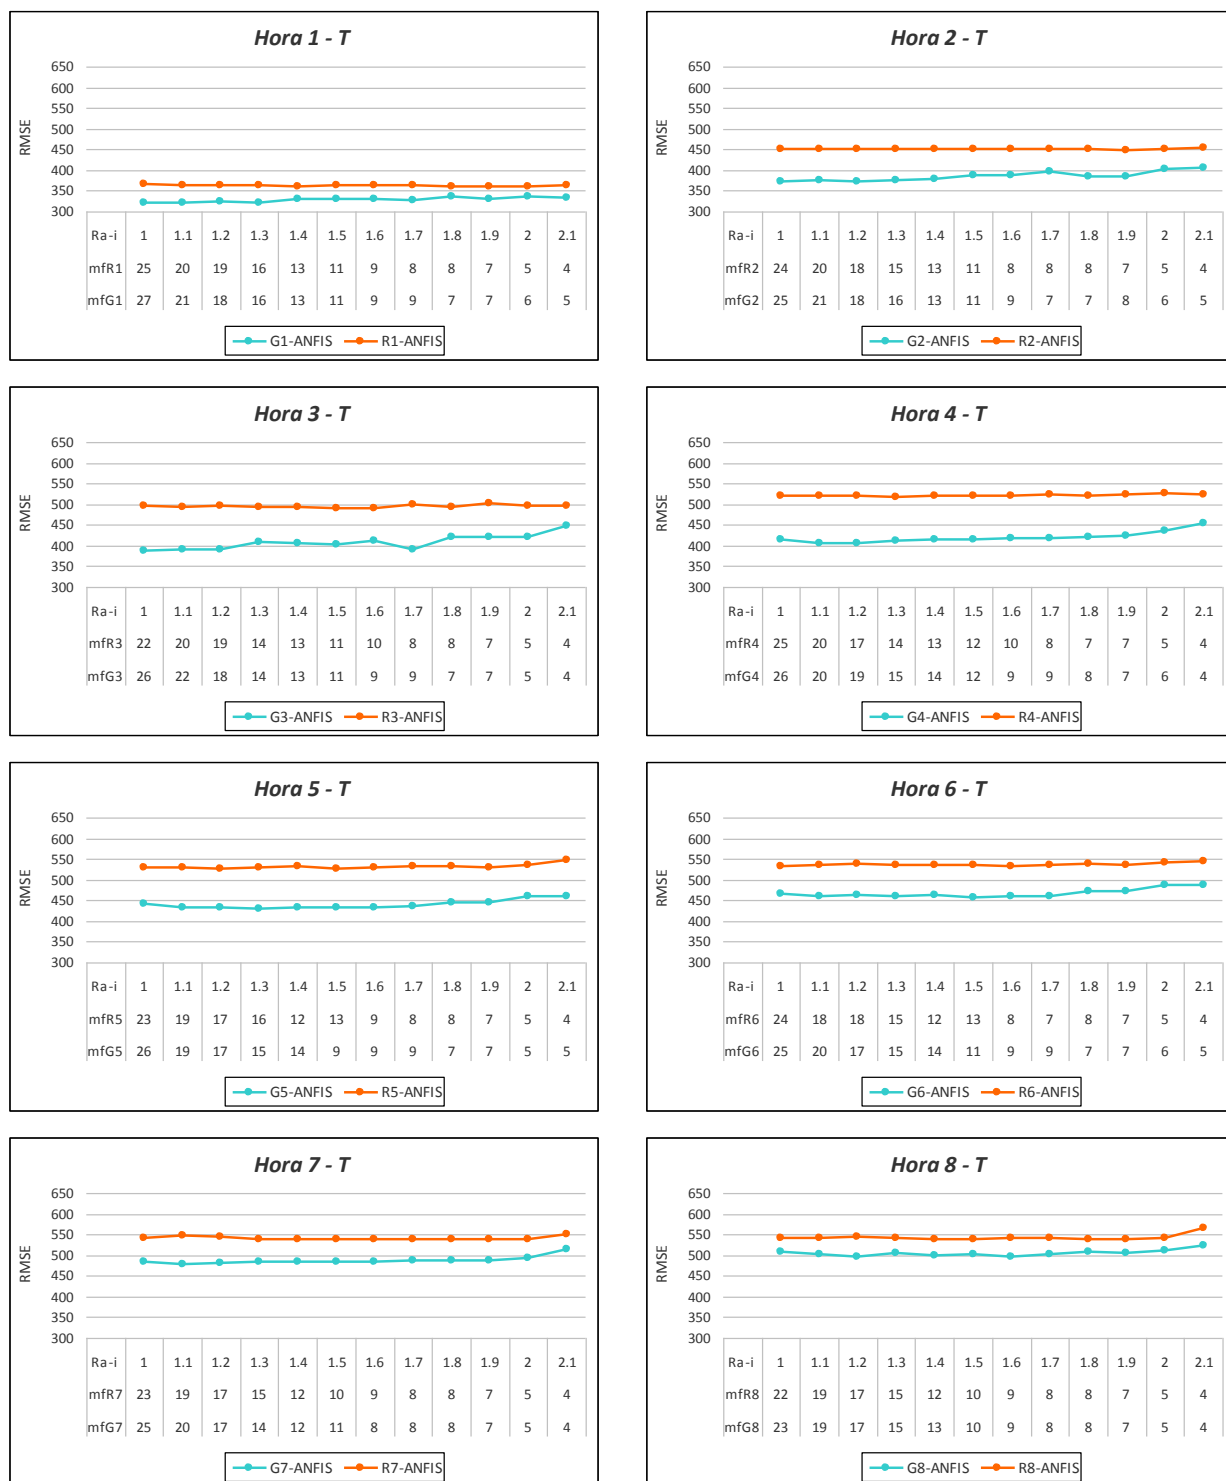 Hora 1 - T
650
600
550
500
450
400
350
300
RMSE
Ra-i 1 1.1 1.2 1.3 1.4 1.5 1.6 1.7 1.8 1.9 2 2.1
mfR1 25 20 19 16 13 11 9 8 8 7 5 4
mfG1 27 21 18 16 13 11 9 9 7 7 6 5
G1-ANFIS R1-ANFIS
Hora 2 - T
650
600
550
500
450
400
350
300
RMSE
Ra-i 1 1.1 1.2 1.3 1.4 1.5 1.6 1.7 1.8 1.9 2 2.1
mfR2 24 20 18 15 13 11 8 8 8 7 5 4
mfG2 25 21 18 16 13 11 9 7 7 8 6 5
G2-ANFIS R2-ANFIS
Hora 3 - T
650
600
550
500
450
400
350
300
RMSE
Ra-i 1 1.1 1.2 1.3 1.4 1.5 1.6 1.7 1.8 1.9 2 2.1
mfR3 22 20 19 14 13 11 10 8 8 7 5 4
mfG3 26 22 18 14 13 11 9 9 7 7 5 4
G3-ANFIS R3-ANFIS
Hora 4 - T
650
600
550
500
450
400
350
300
RMSE
Ra-i 1 1.1 1.2 1.3 1.4 1.5 1.6 1.7 1.8 1.9 2 2.1
mfR4 25 20 17 14 13 12 10 8 7 7 5 4
mfG4 26 20 19 15 14 12 9 9 8 7 6 4
G4-ANFIS R4-ANFIS
Hora 5 - T
650
600
550
500
450
400
350
300
RMSE
Ra-i 1 1.1 1.2 1.3 1.4 1.5 1.6 1.7 1.8 1.9 2 2.1
mfR5 23 19 17 16 12 13 9 8 8 7 5 4
mfG5 26 19 17 15 14 9 9 9 7 7 5 5
G5-ANFIS R5-ANFIS
Hora 6 - T
650
600
550
500
450
400
350
300
RMSE
Ra-i 1 1.1 1.2 1.3 1.4 1.5 1.6 1.7 1.8 1.9 2 2.1
mfR6 24 18 18 15 12 13 8 7 8 7 5 4
mfG6 25 20 17 15 14 11 9 9 7 7 6 5
G6-ANFIS R6-ANFIS
Hora 7 - T
650
600
550
500
450
400
350
300
RMSE
Ra-i 1 1.1 1.2 1.3 1.4 1.5 1.6 1.7 1.8 1.9 2 2.1
mfR7 23 19 17 15 12 10 9 8 8 7 5 4
mfG7 25 20 17 14 12 11 8 8 8 7 5 4
G7-ANFIS R7-ANFIS
Hora 8 - T
650
600
550
500
450
400
350
300
RMSE
Ra-i 1 1.1 1.2 1.3 1.4 1.5 1.6 1.7 1.8 1.9 2 2.1
mfR8 22 19 17 15 12 10 9 8 8 7 5 4
mfG8 23 19 17 15 13 10 9 8 8 7 5 4
G8-ANFIS R8-ANFIS